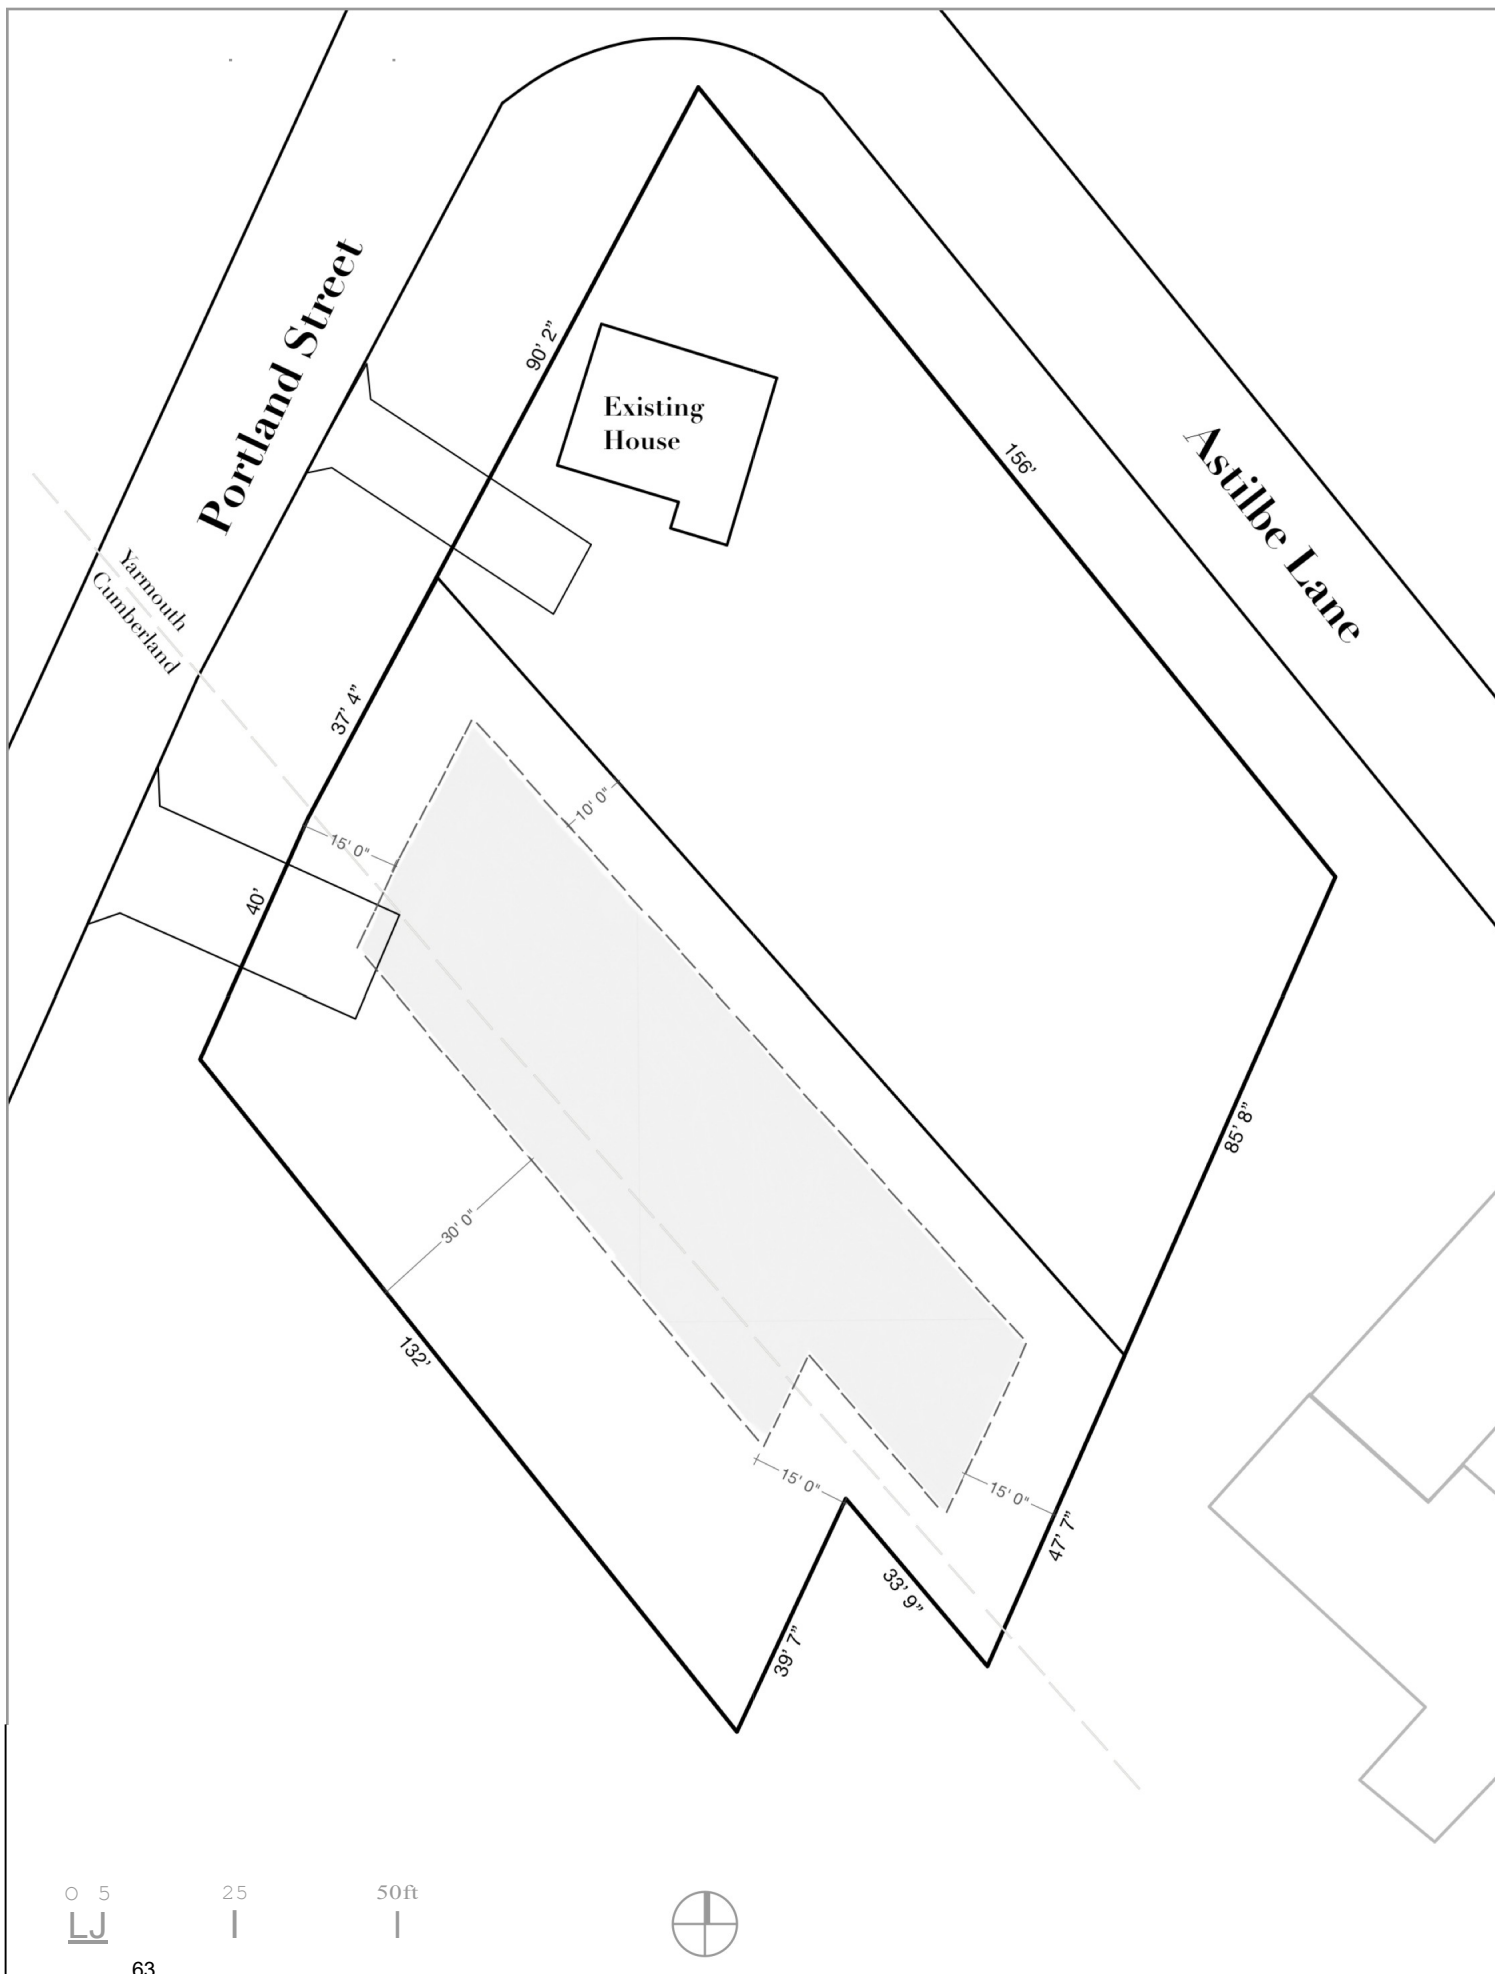 Portland Street
90’ 2”
Existing
House
156’
Astilbe Lane
Yarmouth
Cumberland
37’ 4”
10' 0"
15' 0"
40’
85’ 8”
30' 0"
132’
15' 0"
15' 0"
47’ 7”
33’ 9”
39’ 7”
0 5 25 50ft
63